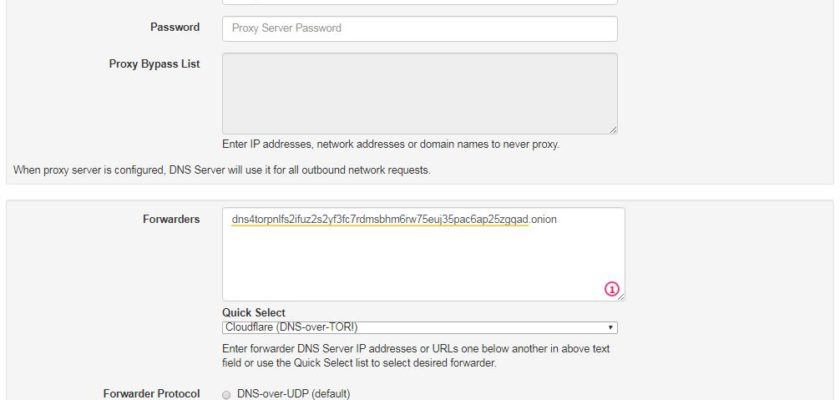 Password
Proxy Server Password
Proxy Bypass List
Enter IP addresses, network addresses or domain names to never proxy.
When proxy server is configured, DNS Server will use it for all outbound network requests.
Forwarders
dns4torpnlfs2ifuz2s2yf3fc7rdmsbhm6rw75euj35pac6ap25zgqad.onion
1
Quick Select
Cloudflare (DNS-over-TOR!)
Enter forwarder DNS Server IP addresses or URLs one below another in above text
field or use the Quick Select list to select desired forwarder.
Forwarder Protocol
DNS-over-UDP (default)